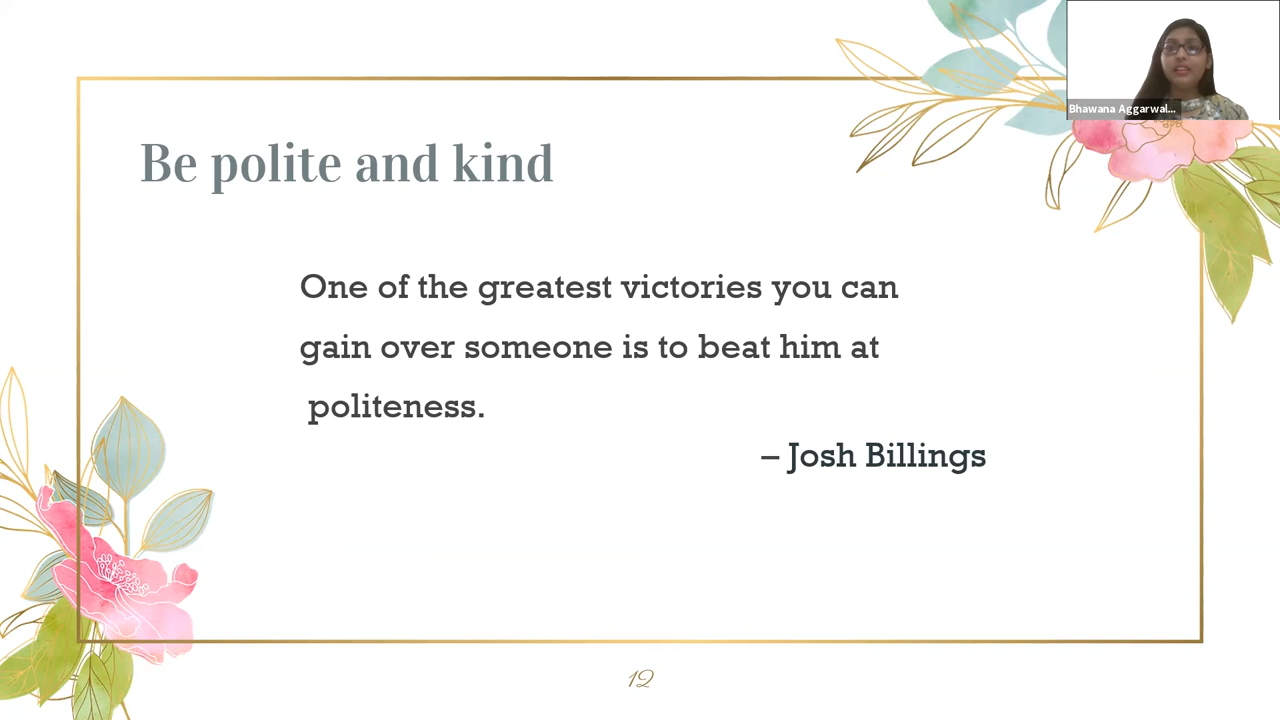 Bhawana Aggarwal...
Be polite and kind
One of the greatest victories you can
gain over someone is to beat him at
politeness.
– Josh Billings
12